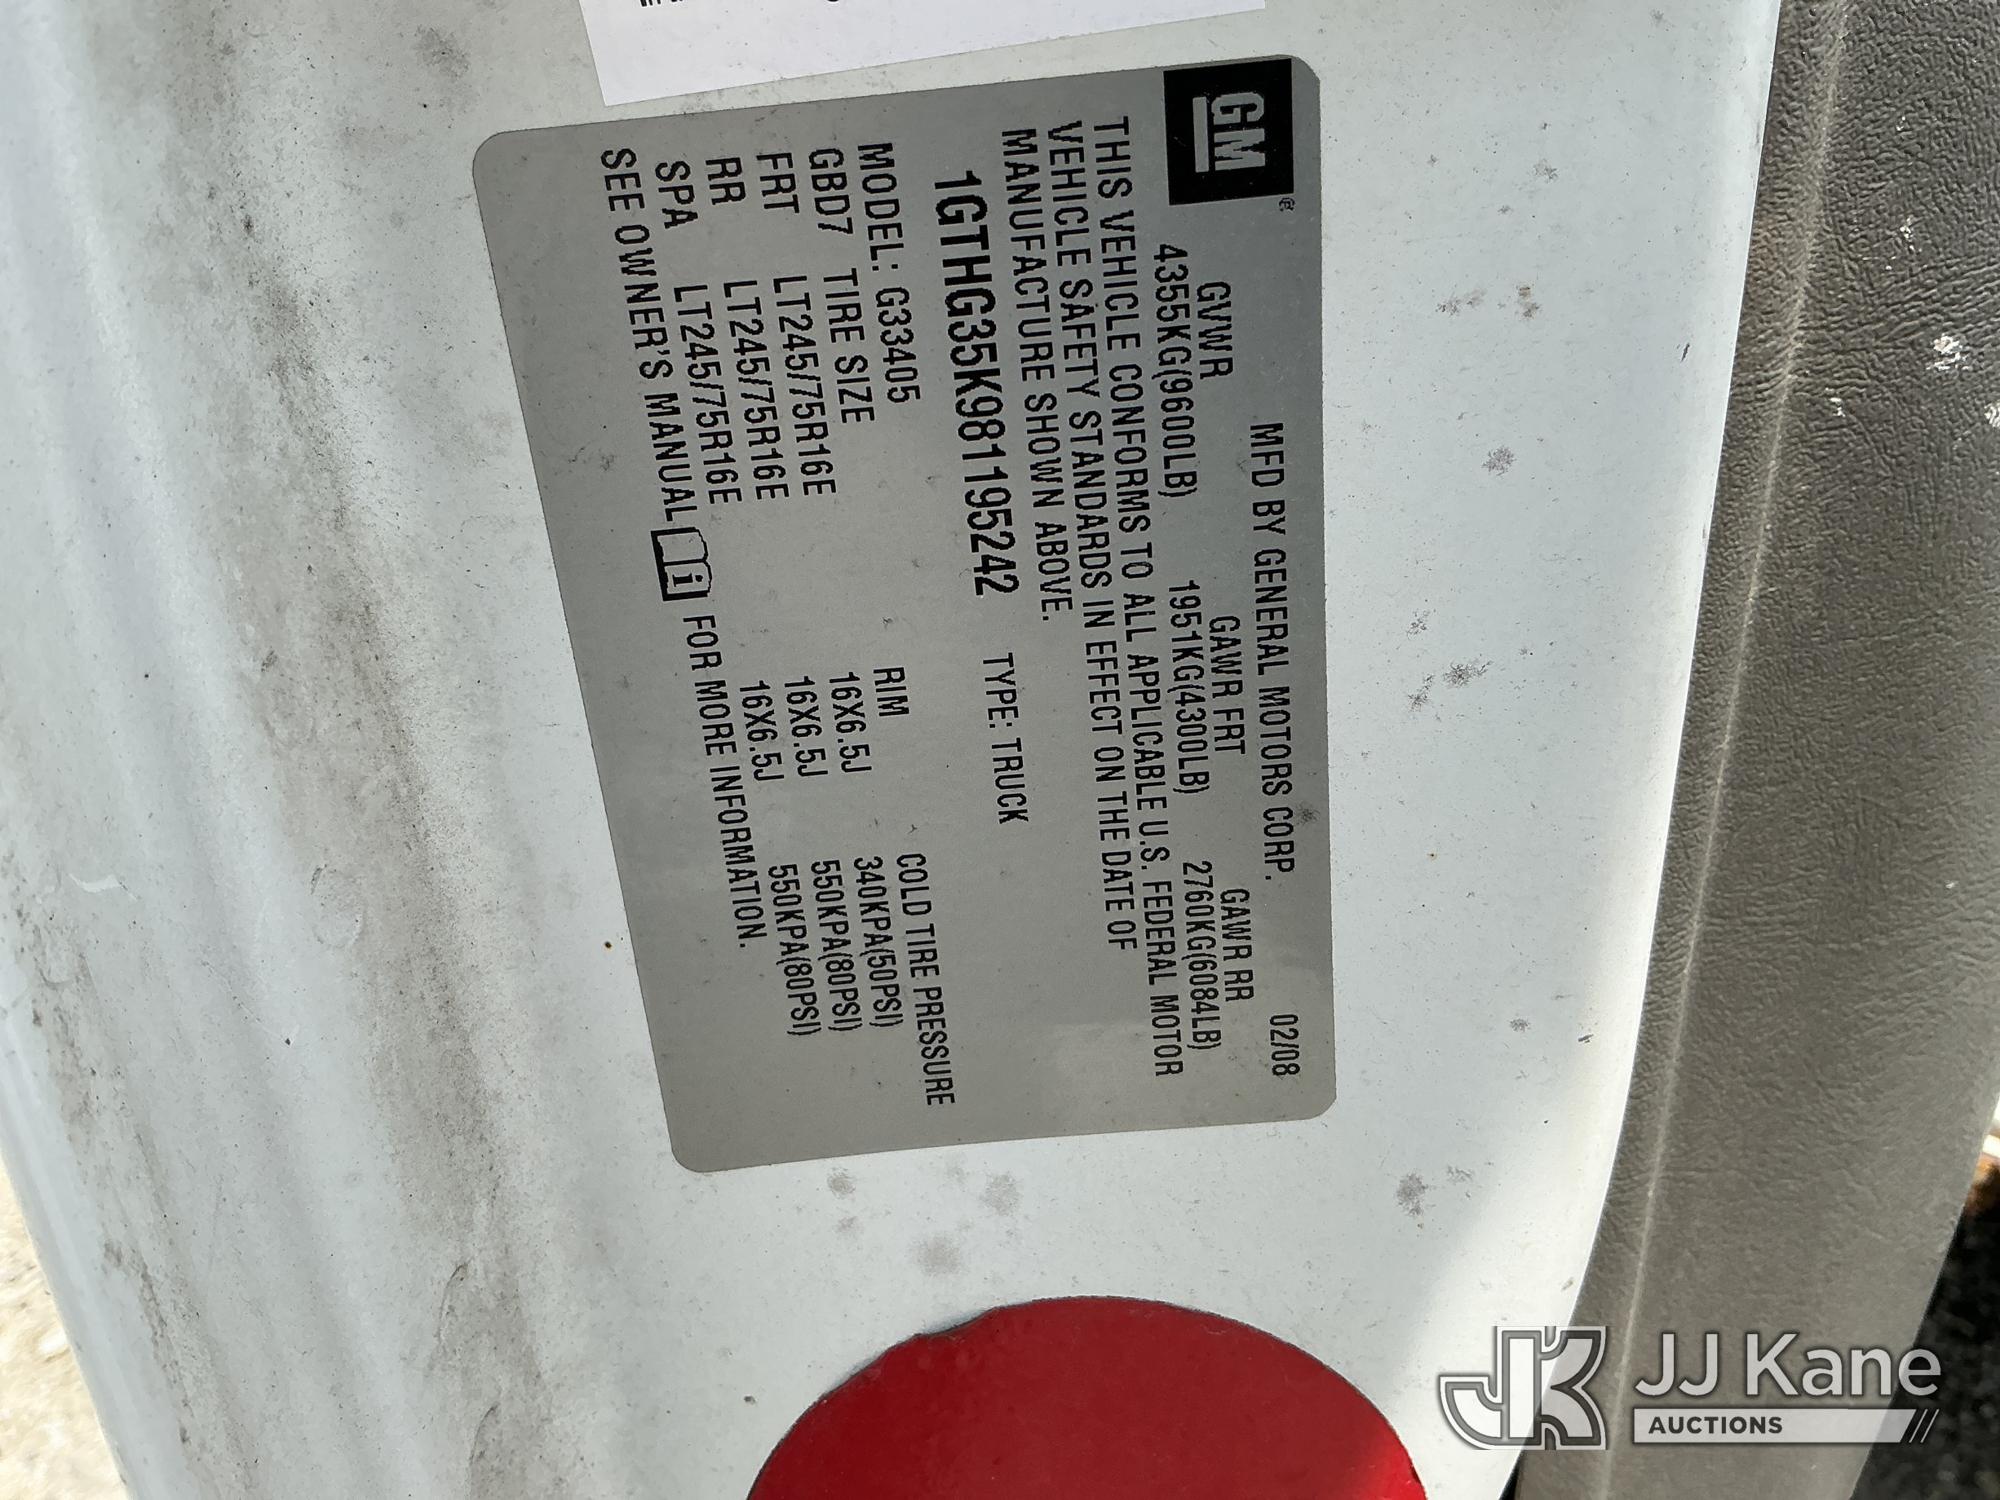 GM
MFD BY GENERAL MOTORS CORP. 02/08
GVWR GAWR FRT GAWR RR
4355KG(9600LB) 1951KG(4300LB) 2760KG(6084LB)
THIS VEHICLE CONFORMS TO ALL APPLICABLE U.S. FEDERAL MOTOR
VEHICLE SAFETY STANDARDS IN EFFECT ON THE DATE OF
MANUFACTURE SHOWN ABOVE.
1GTHG35K981195242 TYPE: TRUCK
MODEL: G33405
GBD7 TIRE SIZE RIM COLD TIRE PRESSURE
FRT LT245/75R16E 16X6.5J 340KPA(50PSI)
RR LT245/75R16E 16X6.5J 550KPA(80PSI)
SPA LT245/75R16E 16X6.5J 550KPA(80PSI)
SEE OWNER'S MANUAL i FOR MORE INFORMATION.
JK JJ Kane
AUCTIONS